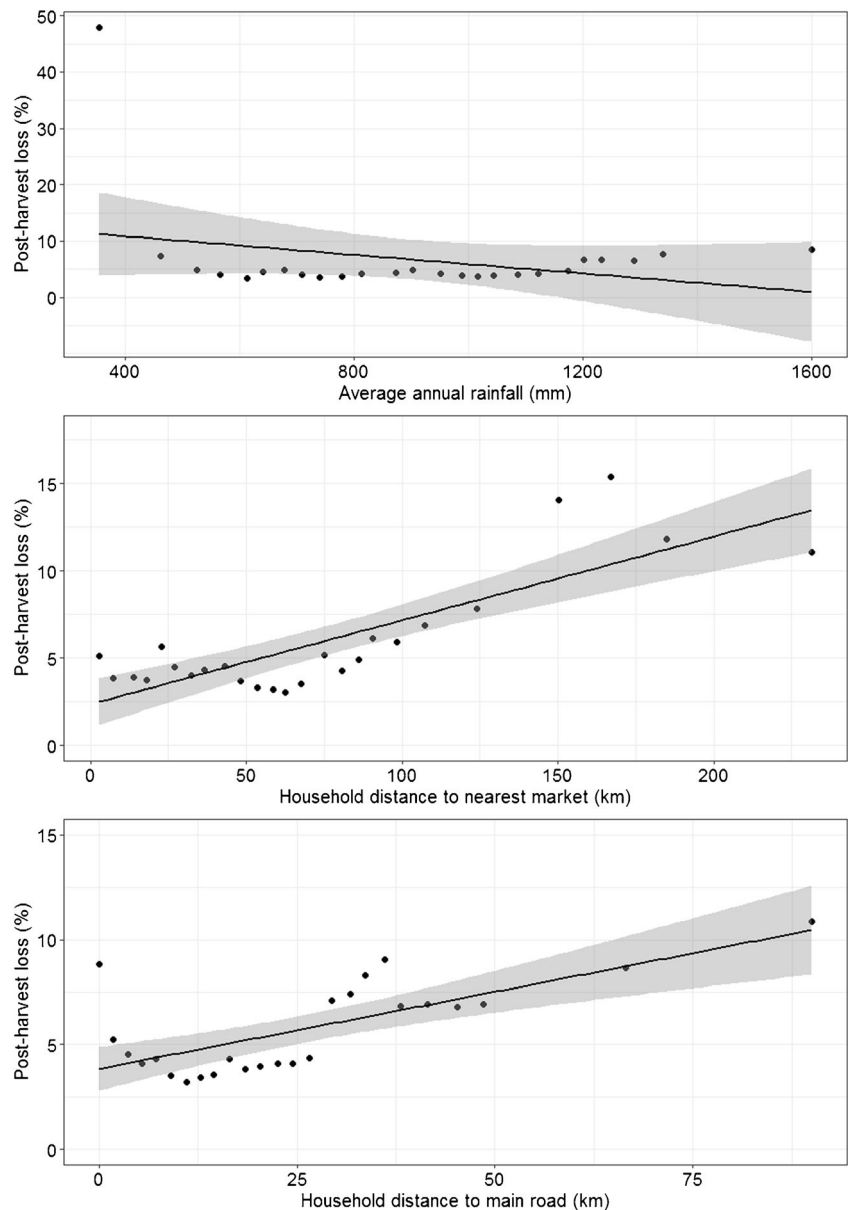 50
40
30
20
10
0
Post-harvest loss (%)
400 800 1200 1600
Average annual rainfall (mm)
15
10
5
0
Post-harvest loss (%)
0 50 100 150 200
Household distance to nearest market (km)
15
10
5
0
Post-harvest loss (%)
0 25 50 75
Household distance to main road (km)